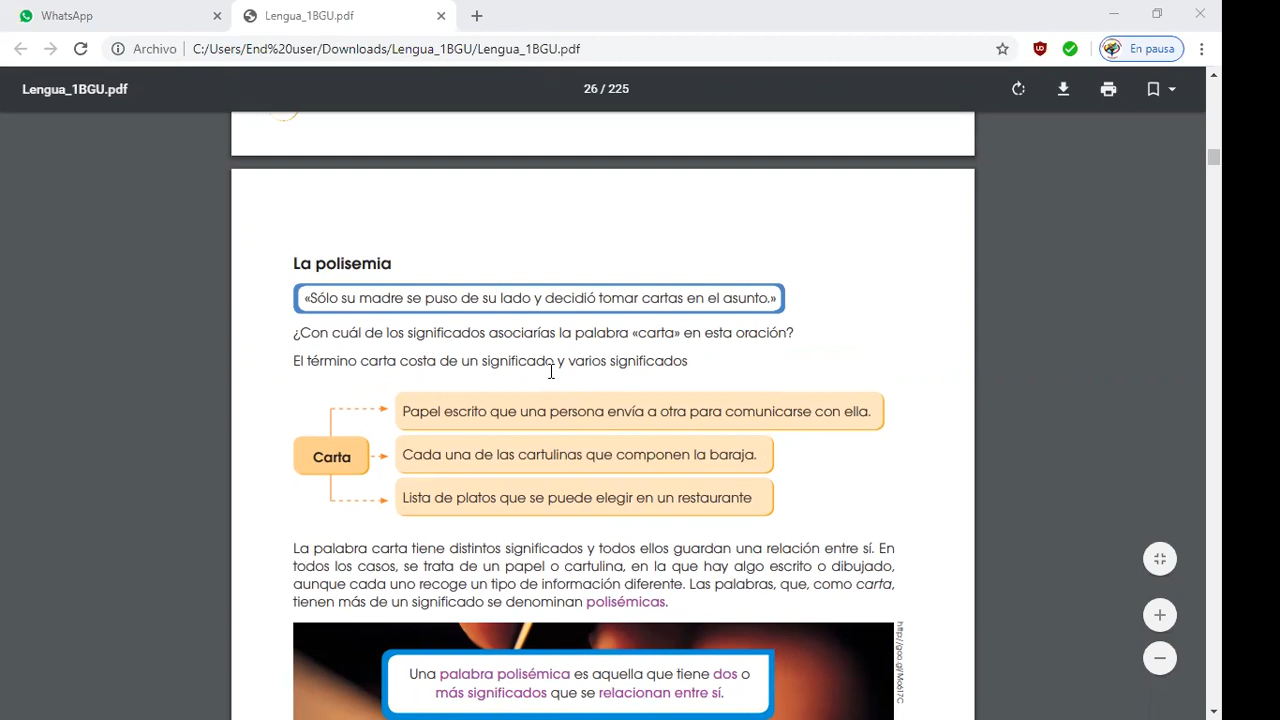 WhatsApp
Lengua_1BGU.pdf
Archivo
C:/Users/End%20user/Downloads/Lengua_1BGU/Lengua_1BGU.pdf
En pausa
Lengua_1BGU.pdf
26 / 225
La polisemia
«Sólo su madre se puso de su lado y decidió tomar cartas en el asunto.»
¿Con cuál de los significados asociarías la palabra «carta» en esta oración?
El término carta costa de un significado y varios significados
Papel escrito que una persona envía a otra para comunicarse con ella.
Carta
Cada una de las cartulinas que componen la baraja.
Lista de platos que se puede elegir en un restaurante
La palabra carta tiene distintos significados y todos ellos guardan una relación entre sí. En
todos los casos, se trata de un papel o cartulina, en la que hay algo escrito o dibujado,
aunque cada uno recoge un tipo de información diferente. Las palabras, que, como carta,
tienen más de un significado se denominan polisémicas.
Una palabra polisémica es aquella que tiene dos o
más significados que se relacionan entre sí.